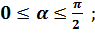 0 ≤ α ≤ π/2 ;